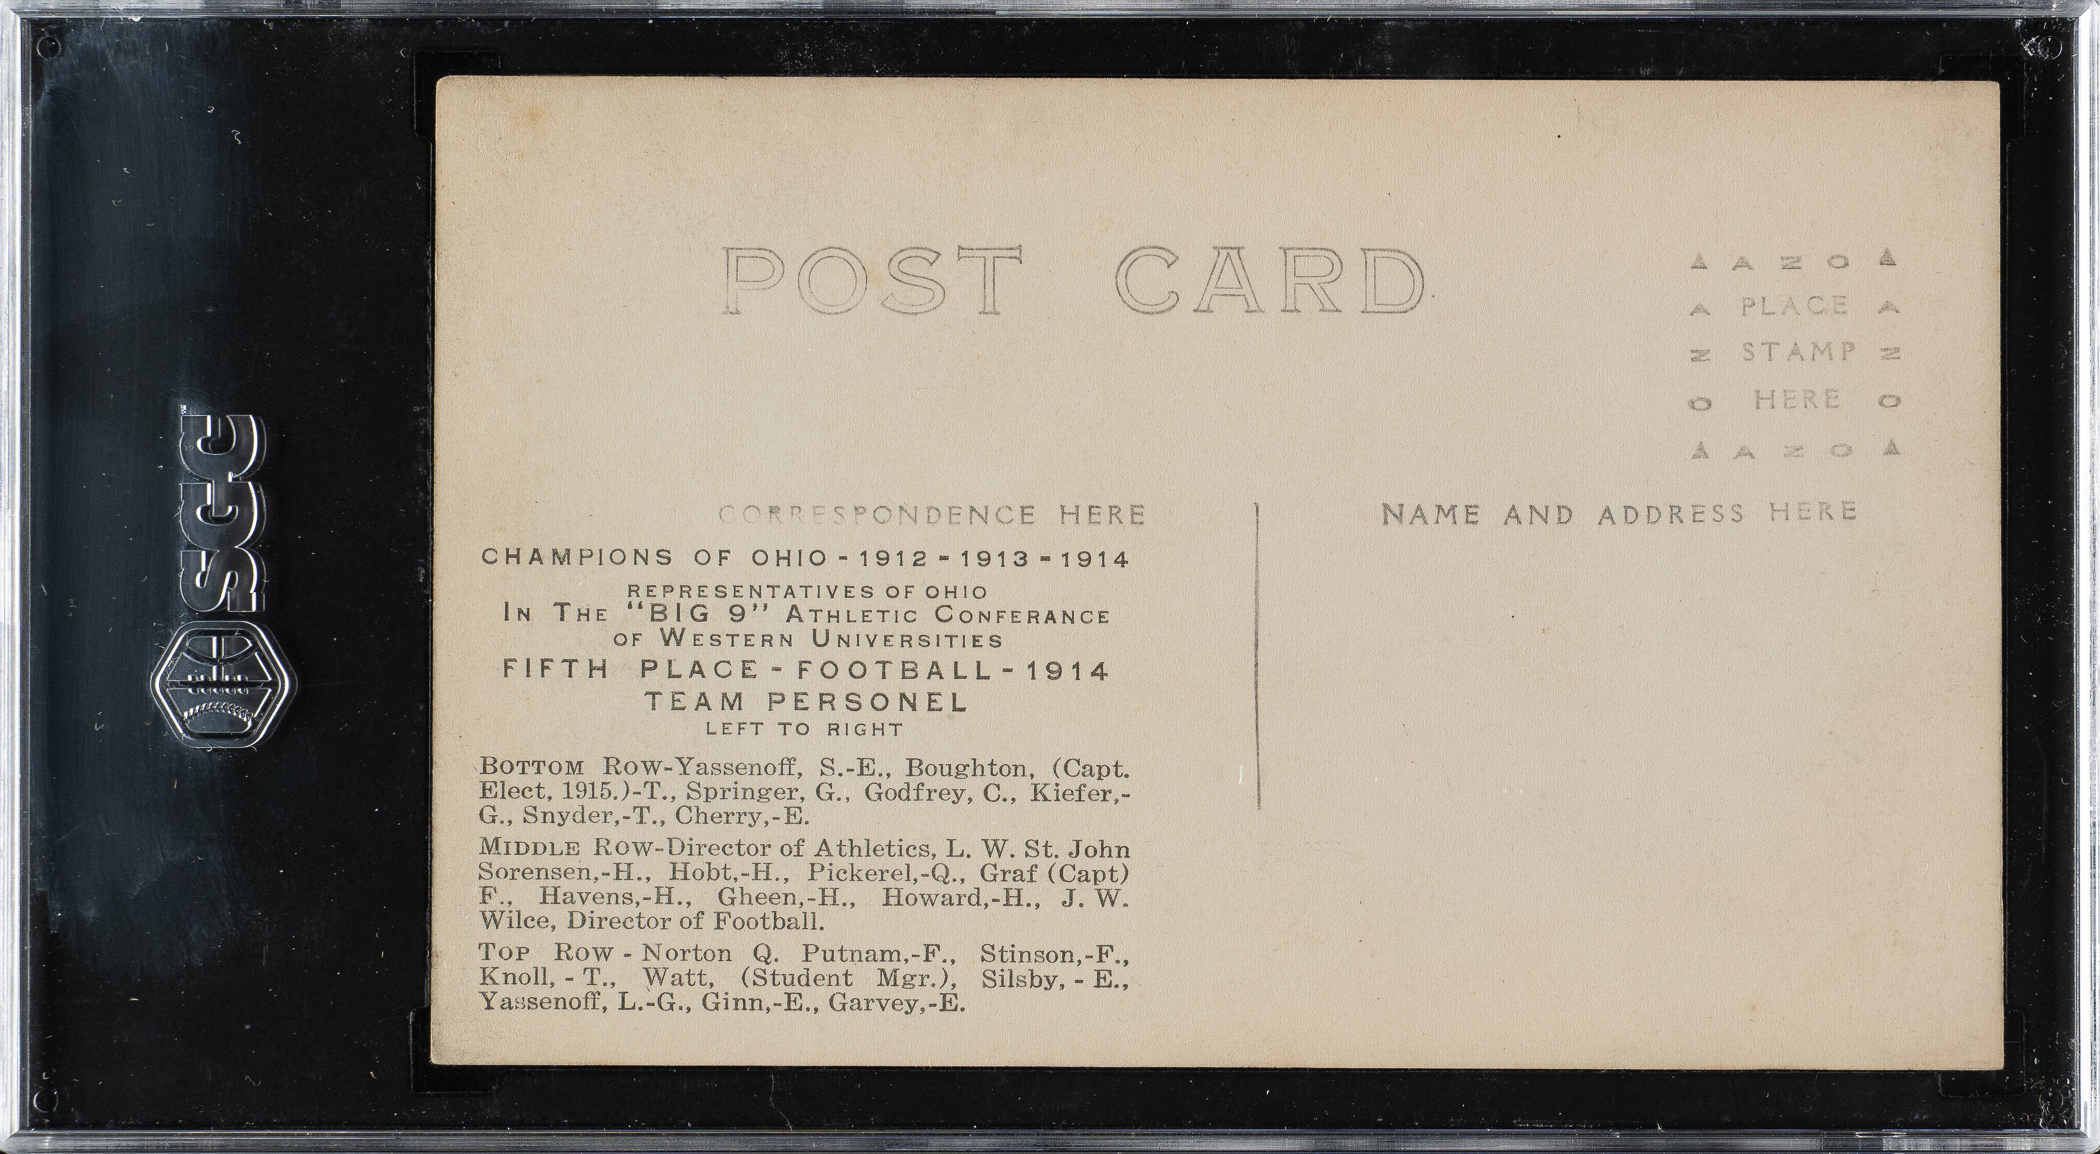 SGC
POST CARD
AZO
A PLACE A
N STAMP N
O HERE O
AZO
CORRESPONDENCE HERE
NAME AND ADDRESS HERE
CHAMPIONS OF OHIO - 1912 - 1913 - 1914
REPRESENTATIVES OF OHIO
IN THE "BIG 9" ATHLETIC CONFERANCE
OF WESTERN UNIVERSITIES
FIFTH PLACE - FOOTBALL - 1914
TEAM PERSONEL
LEFT TO RIGHT
BOTTOM ROW-Yassenoff, S.-E., Boughton, (Capt.
Elect, 1915.)-T., Springer, G., Godfrey, C., Kiefer,-
G., Snyder,-T., Cherry,-E.
MIDDLE ROW-Director of Athletics, L. W. St. John
Sorensen,-H., Hobt,-H., Pickerel,-Q., Graf (Capt)
F., Havens,-H., Gheen,-H., Howard,-H., J. W.
Wilce, Director of Football.
TOP ROW - Norton Q. Putnam,-F., Stinson,-F.,
Knoll, - T., Watt, (Student Mgr.), Silsby, - E.,
Yassenoff, L.-G., Ginn,-E., Garvey,-E.